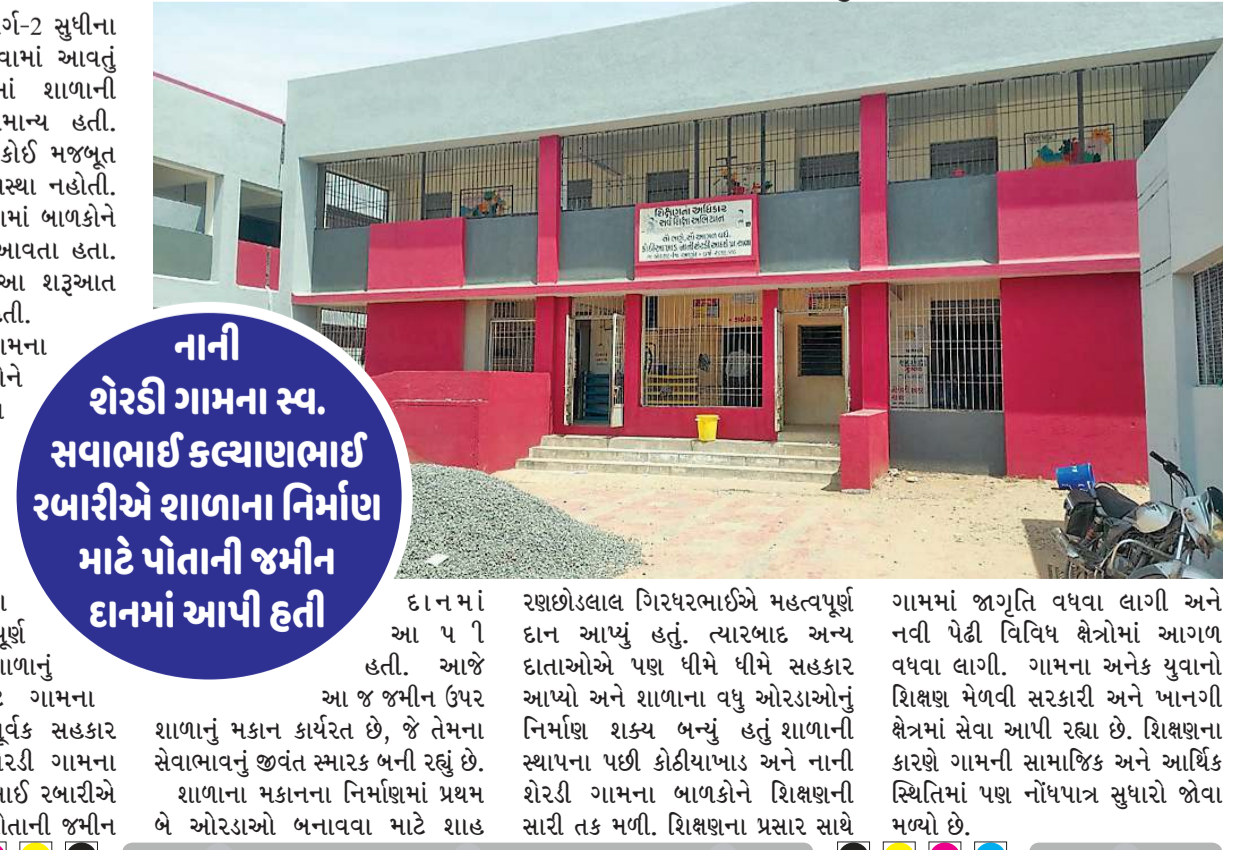 ર્ગ-2 સુધીના
વામાં આવતું
માં શાળાની
માન્ય હતી.
કોઈ મજબૂત
સ્થા નહોતી.
ામાં બાળકોને
આવતા હતા.
આ શરૂઆત
તી.
ામના
ોને
નાની
શેરડી ગામના સ્વ.
સવાભાઈ કલ્યાણભાઈ
રબારીએ શાળાના નિર્માણ
માટે પોતાની જમીન
દાનમાં આપી હતી
શિક્ષણના અધિકાર
સર્વ શિક્ષા અભિયાન
સૌ ભણે, સૌ આગળ વધે.
પૂર્ણ
ાળાનું
ગામના
પૂર્વક સહકાર
રડી ગામના
ભાઈ રબારીએ
પોતાની જમીન
દાનમાં
આ પ ી
હતી. આજે
આ જ જમીન ઉપર
શાળાનું મકાન કાર્યરત છે, જે તેમના
સેવાભાવનું જીવંત સ્મારક બની રહ્યું છે.
શાળાના મકાનના નિર્માણમાં પ્રથમ
બે ઓરડાઓ બનાવવા માટે શાહ
રણછોડલાલ ગિરધરભાઈએ મહત્વપૂર્ણ
દાન આપ્યું હતું. ત્યારબાદ અન્ય
દાતાઓએ પણ ધીમે ધીમે સહકાર
આપ્યો અને શાળાના વધુ ઓરડાઓનું
નિર્માણ શક્ય બન્યું હતું શાળાની
સ્થાપના પછી કોઠીયાખાડ અને નાની
શેરડી ગામના બાળકોને શિક્ષણની
સારી તક મળી. શિક્ષણના પ્રસાર સાથે
ગામમાં જાગૃતિ વધવા લાગી અને
નવી પેઢી વિવિધ ક્ષેત્રોમાં આગળ
વધવા લાગી. ગામના અનેક યુવાનો
શિક્ષણ મેળવી સરકારી અને ખાનગી
ક્ષેત્રમાં સેવા આપી રહ્યા છે. શિક્ષણના
કારણે ગામની સામાજિક અને આર્થિક
સ્થિતિમાં પણ નોંધપાત્ર સુધારો જોવા
મળ્યો છે.